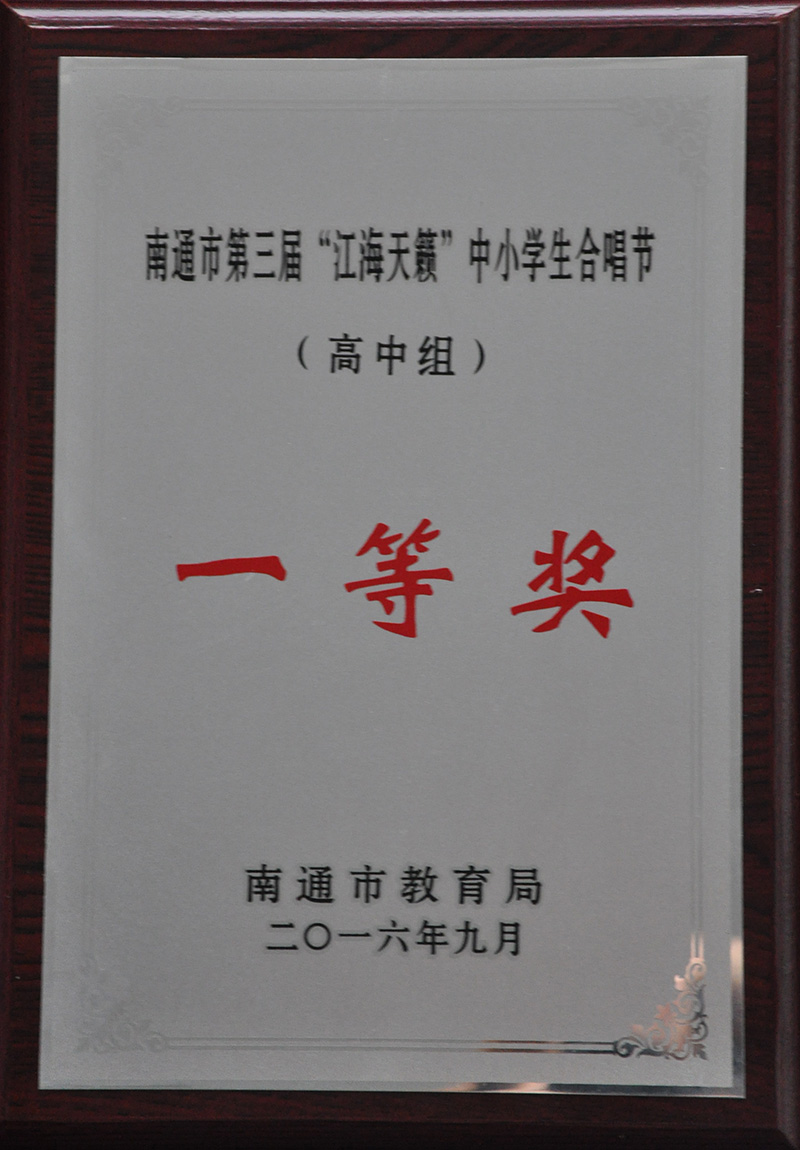 南通市第三届“江海天籁”中小学生合唱节
（高中组）
一等奖
南通市教育局
二〇一六年九月